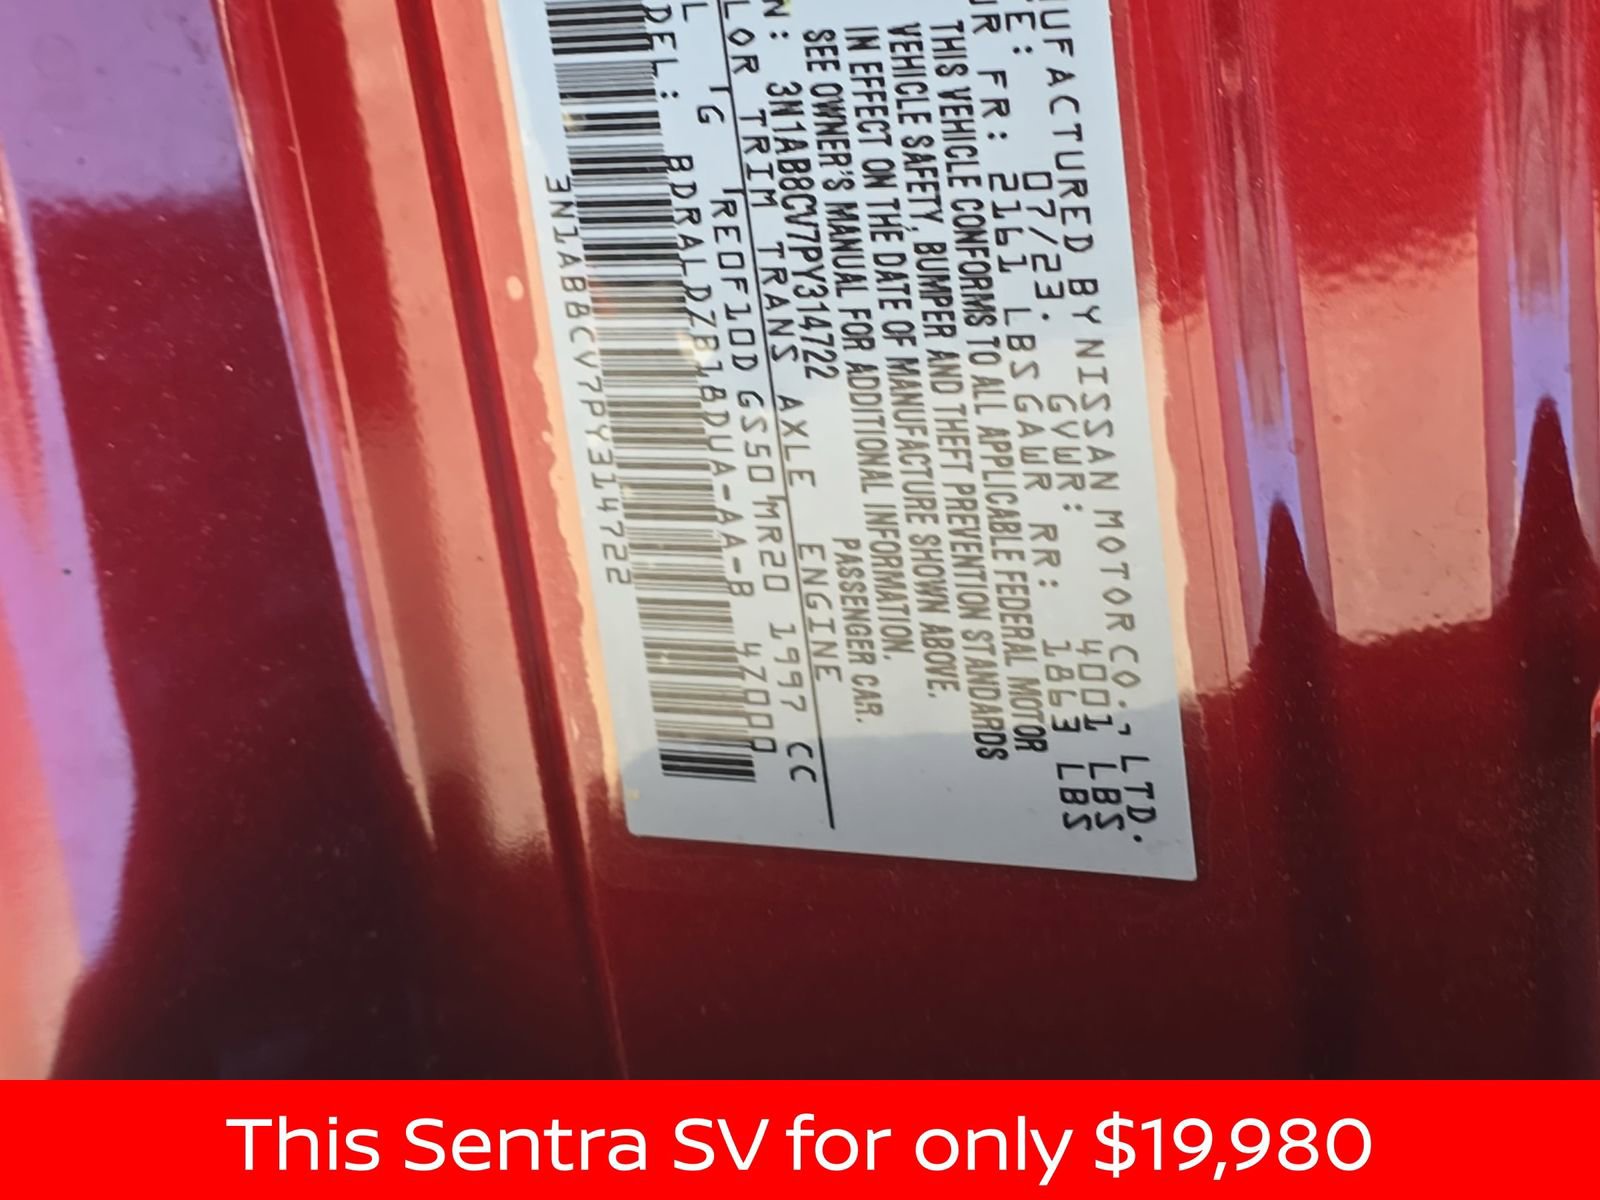 UFACTURED BY NISSAN MOTOR CO., LTD.
E: 07/23. GVWR: 4001 LBS
R FR: 2161 LBS GAWR RR: 1863 LBS
THIS VEHICLE CONFORMS TO ALL APPLICABLE FEDERAL MOTOR
VEHICLE SAFETY, BUMPER AND THEFT PREVENTION STANDARDS
IN EFFECT ON THE DATE OF MANUFACTURE SHOWN ABOVE.
SEE OWNER'S MANUAL FOR ADDITIONAL INFORMATION.
N: 3N1AB8CV7PY314722 PASSENGER CAR.
LOR TRIM TRANS AXLE ENGINE
L G RE0F10D GS50 MR20 1997 CC
DEL: BDRALDZB18DUA-AA-B 4Z000
3N1AB8CV7PY314722
This Sentra SV for only $19,980